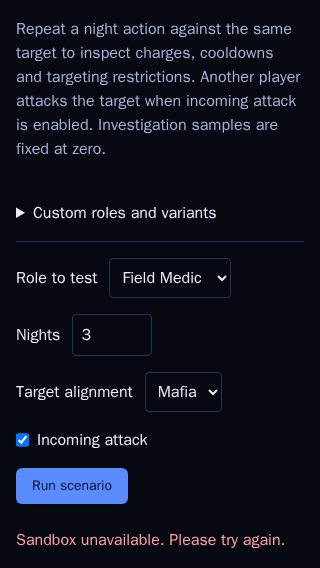 Repeat a night action against the same
target to inspect charges, cooldowns
and targeting restrictions. Another player
attacks the target when incoming attack
is enabled. Investigation samples are
fixed at zero.
Custom roles and variants
Role to test Field Medic
Nights 3
Target alignment Mafia
Incoming attack
Run scenario
Sandbox unavailable. Please try again.